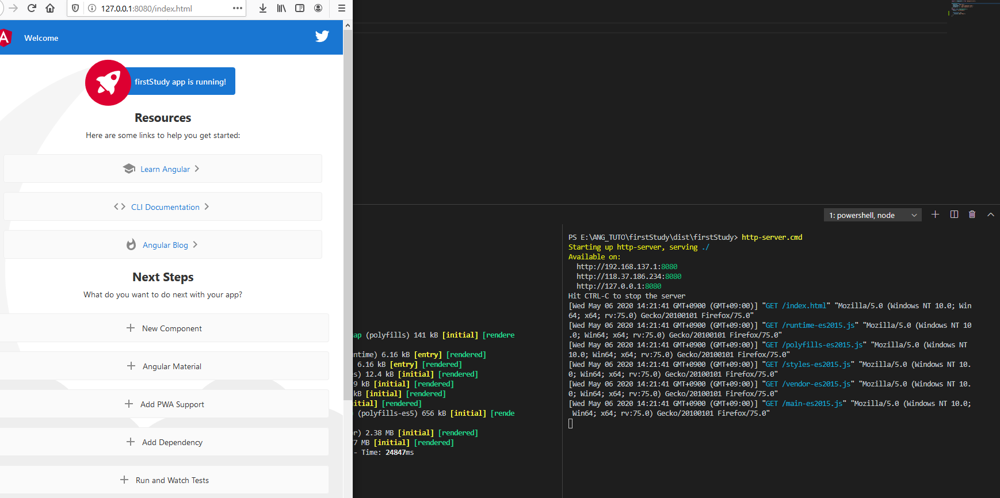 127.0.0.1:8080/index.html
Welcome
firstStudy app is running!
Resources
Here are some links to help you get started:
Learn Angular
CLI Documentation
Angular Blog
Next Steps
What do you want to do next with your app?
New Component
Angular Material
Add PWA Support
Add Dependency
Run and Watch Tests
1: powershell, node
ap (polyfills) 141 kB [initial] [rendere
ntime) 6.16 kB [entry] [rendered]
6.16 kB [entry] [rendered]
s) 12.4 kB [initial] [rendered]
9 kB [initial] [rendered]
kB [initial] [rendered]
itial] [rendered]
(polyfills-es5) 656 kB [initial] [rende
r) 2.38 MB [initial] [rendered]
7 MB [initial] [rendered]
- Time: 24847ms
PS E:\ANG_TUTO\firstStudy\dist\firstStudy> http-server.cmd
Starting up http-server, serving ./
Available on:
http://192.168.137.1:8080
http://118.37.186.234:8080
http://127.0.0.1:8080
Hit CTRL-C to stop the server
[Wed May 06 2020 14:21:41 GMT+0900 (GMT+09:00)] "GET /index.html" "Mozilla/5.0 (Windows NT 10.0; Win
64; x64; rv:75.0) Gecko/20100101 Firefox/75.0"
[Wed May 06 2020 14:21:41 GMT+0900 (GMT+09:00)] "GET /runtime-es2015.js" "Mozilla/5.0 (Windows NT 10
.0; Win64; x64; rv:75.0) Gecko/20100101 Firefox/75.0"
[Wed May 06 2020 14:21:41 GMT+0900 (GMT+09:00)] "GET /polyfills-es2015.js" "Mozilla/5.0 (Windows NT
10.0; Win64; x64; rv:75.0) Gecko/20100101 Firefox/75.0"
[Wed May 06 2020 14:21:41 GMT+0900 (GMT+09:00)] "GET /styles-es2015.js" "Mozilla/5.0 (Windows NT 10.
0; Win64; x64; rv:75.0) Gecko/20100101 Firefox/75.0"
[Wed May 06 2020 14:21:41 GMT+0900 (GMT+09:00)] "GET /vendor-es2015.js" "Mozilla/5.0 (Windows NT 10.
0; Win64; x64; rv:75.0) Gecko/20100101 Firefox/75.0"
[Wed May 06 2020 14:21:41 GMT+0900 (GMT+09:00)] "GET /main-es2015.js" "Mozilla/5.0 (Windows NT 10.0;
Win64; x64; rv:75.0) Gecko/20100101 Firefox/75.0"